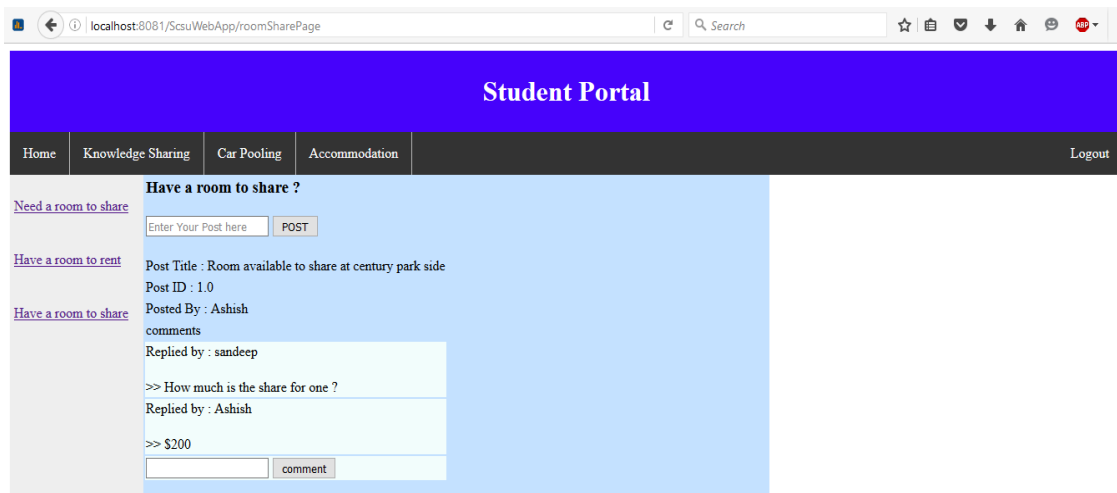 localhost:8081/ScsuWebApp/roomSharePage
Search
ABP
Student Portal
Home Knowledge Sharing Car Pooling Accommodation Logout
Need a room to share
Have a room to rent
Have a room to share
Have a room to share ?
Enter Your Post here POST
Post Title : Room available to share at century park side
Post ID : 1.0
Posted By : Ashish
comments
Replied by : sandeep
>> How much is the share for one ?
Replied by : Ashish
>> $200
comment